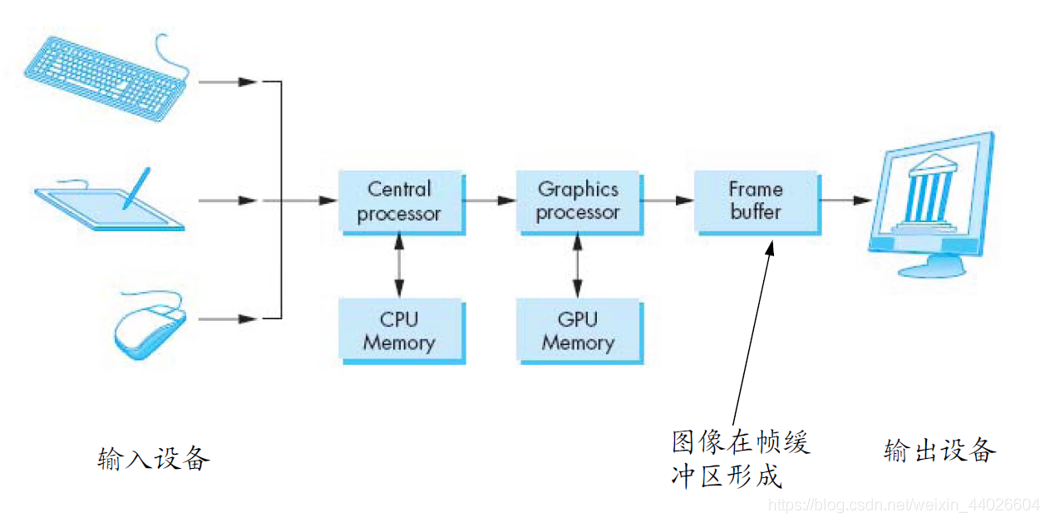 Central
processor
Graphics
processor
Frame
buffer
CPU
Memory
GPU
Memory
输入设备
图像在帧缓
冲区形成
输出设备
https://blog.csdn.net/weixin_44026604